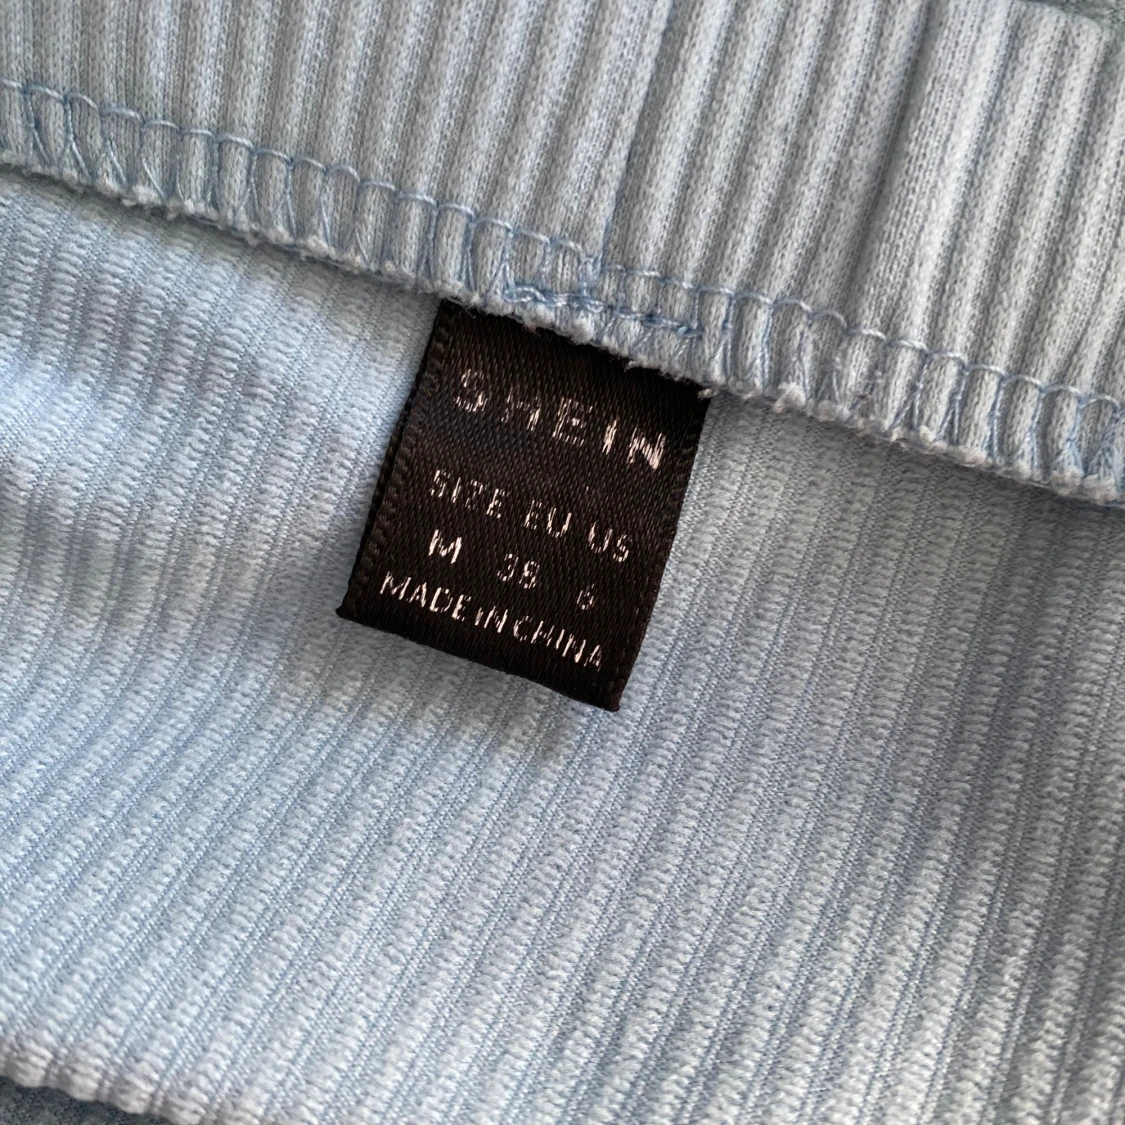 SHEIN
SIZE EU US
M 38 6
MADE IN CHINA